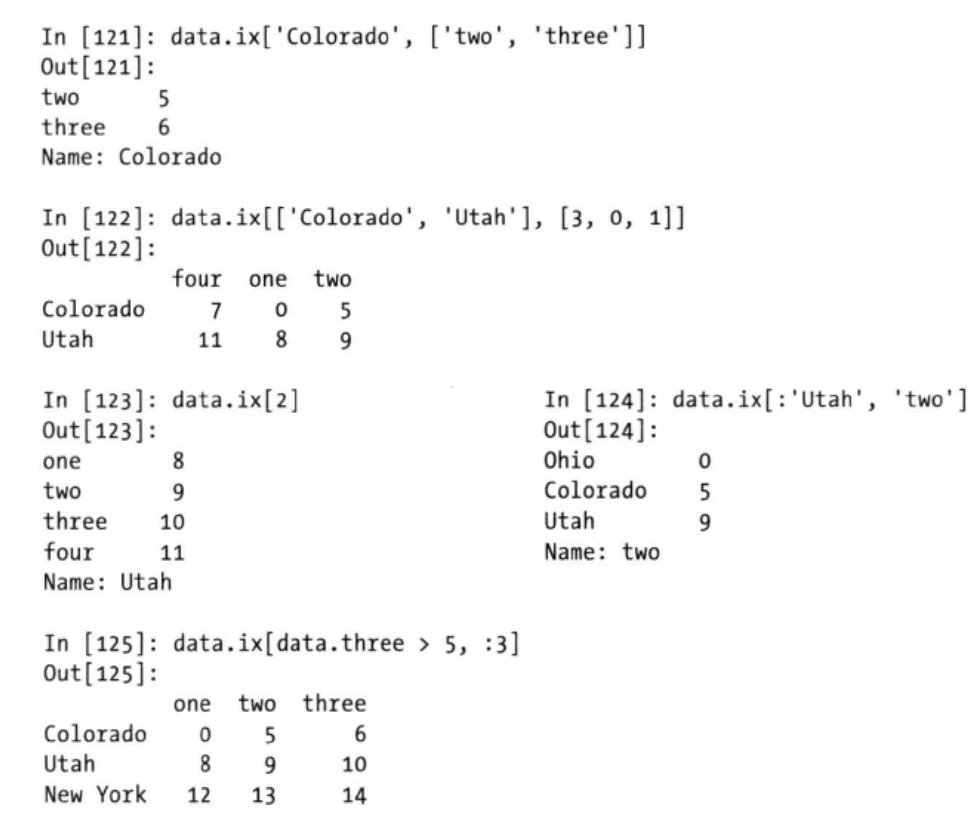 In [121]: data.ix['Colorado', ['two', 'three']]
Out[121]:
two 5
three 6
Name: Colorado
In [122]: data.ix[['Colorado', 'Utah'], [3, 0, 1]]
Out[122]:
four one two
Colorado 7 0 5
Utah 11 8 9
In [123]: data.ix[2]
Out[123]:
one 8
two 9
three 10
four 11
Name: Utah
In [124]: data.ix[:'Utah', 'two']
Out[124]:
Ohio 0
Colorado 5
Utah 9
Name: two
In [125]: data.ix[data.three > 5, :3]
Out[125]:
one two three
Colorado 0 5 6
Utah 8 9 10
New York 12 13 14